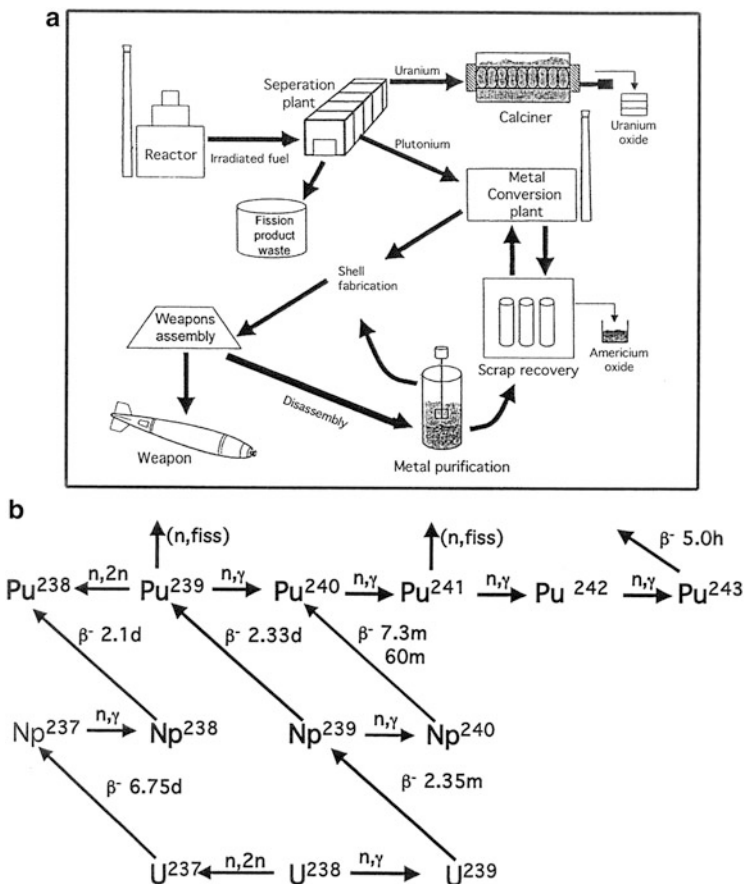 a
Seperation
plant
Uranium
Calciner
Uranium
oxide
Reactor
Irradiated fuel
Plutonium
Metal
Conversion
plant
Fission
product
waste
Shell
fabrication
Weapons
assembly
Scrap recovery
Americium
oxide
Disassembly
Weapon
Metal purification
b
(n,fiss) (n,fiss) β- 5.0h
Pu238 n,2n Pu239 n,γ Pu240 n,γ Pu241 n,γ Pu 242 n,γ Pu243
β- 2.1d β- 2.33d β- 7.3m
60m
Np237 n,γ Np238 Np239 n,γ Np240
β- 6.75d β- 2.35m
U237 n,2n U238 n,γ U239